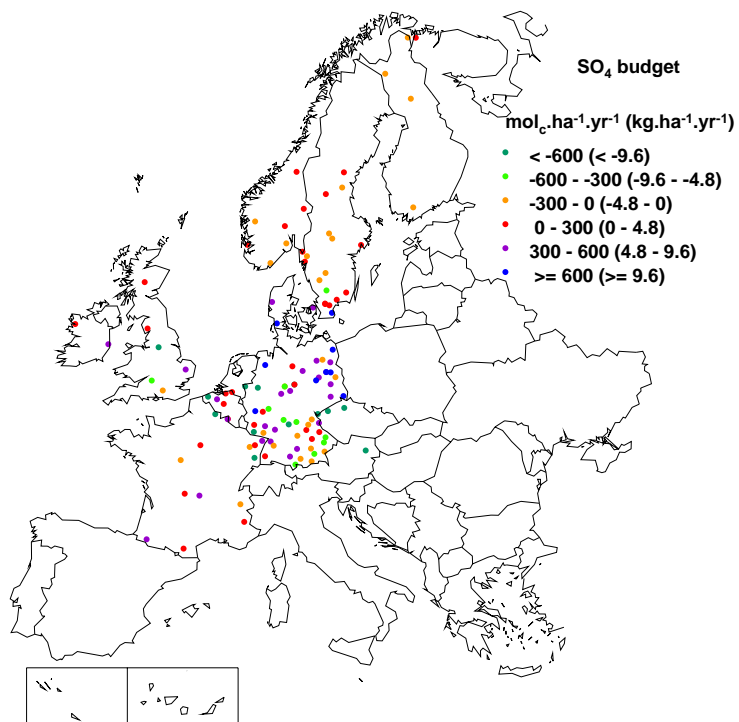 SO₄ budget
mol_c.ha⁻¹.yr⁻¹ (kg.ha⁻¹.yr⁻¹)
< -600 (< -9.6)
-600 - -300 (-9.6 - -4.8)
-300 - 0 (-4.8 - 0)
0 - 300 (0 - 4.8)
300 - 600 (4.8 - 9.6)
>= 600 (>= 9.6)